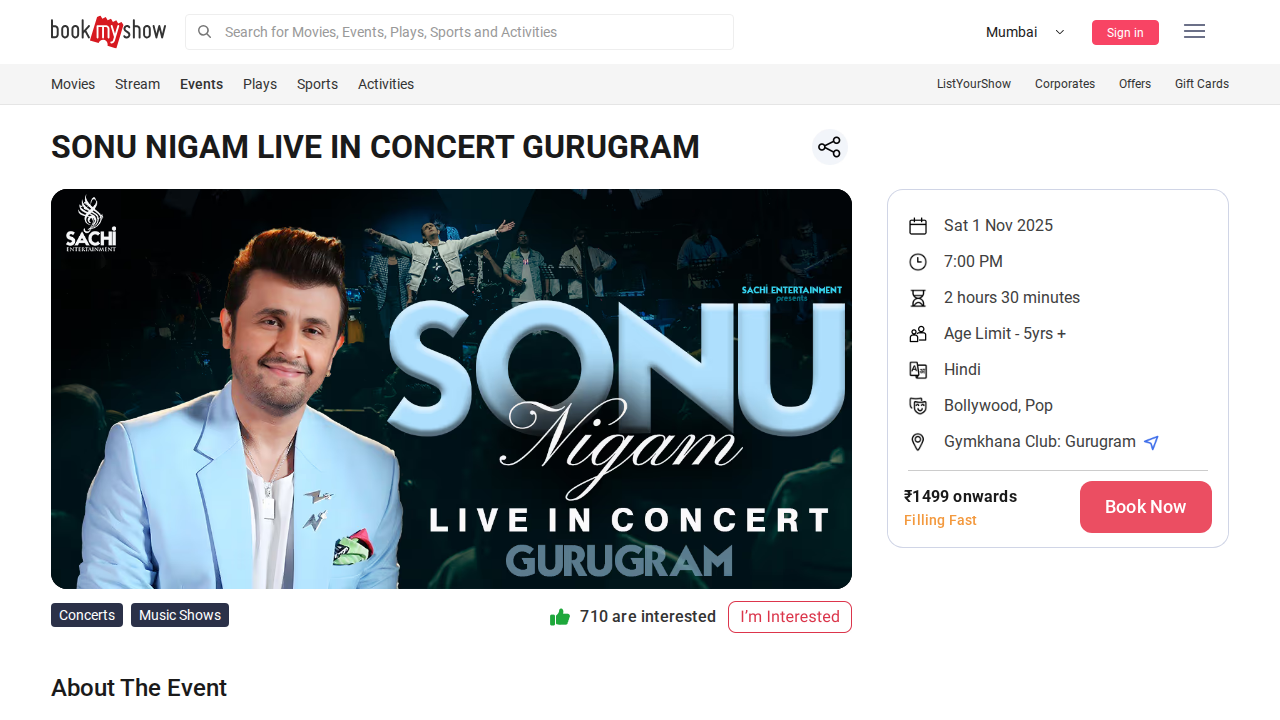 book my show
Search for Movies, Events, Plays, Sports and Activities
Mumbai
Sign in
Movies
Stream
Events
Plays
Sports
Activities
ListYourShow
Corporates
Offers
Gift Cards
SONU NIGAM LIVE IN CONCERT GURUGRAM
SACHI
ENTERTAINMENT
SACHI ENTERTAINMENT
presents
SONU
Nigam
LIVE IN CONCERT
GURUGRAM
Sat 1 Nov 2025
7:00 PM
2 hours 30 minutes
Age Limit - 5yrs +
Hindi
Bollywood, Pop
Gymkhana Club: Gurugram
₹1499 onwards
Filling Fast
Book Now
Concerts
Music Shows
710 are interested
I’m Interested
About The Event